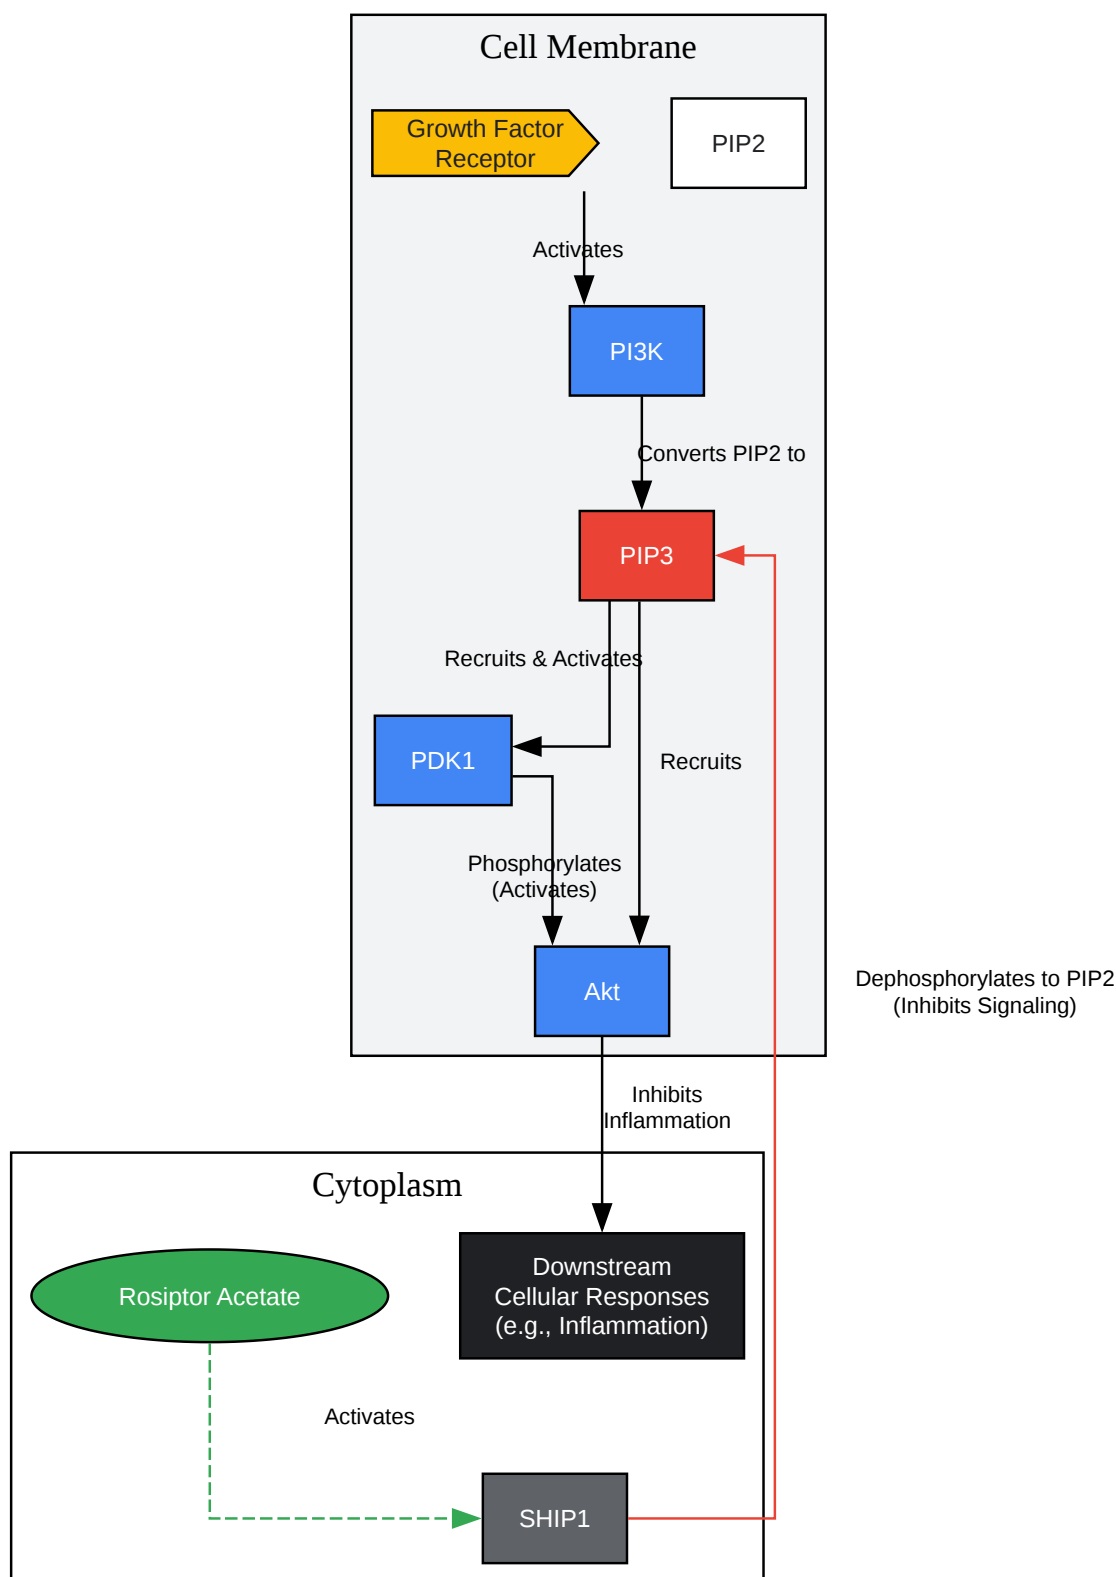 Cell Membrane
Growth Factor
Receptor
PIP2
Activates
PI3K
Converts PIP2 to
PIP3
Recruits & Activates
PDK1
Recruits
Phosphorylates
(Activates)
Akt
Dephosphorylates to PIP2
(Inhibits Signaling)
Inhibits
Inflammation
Cytoplasm
Rosiptor Acetate
Downstream
Cellular Responses
(e.g., Inflammation)
Activates
SHIP1